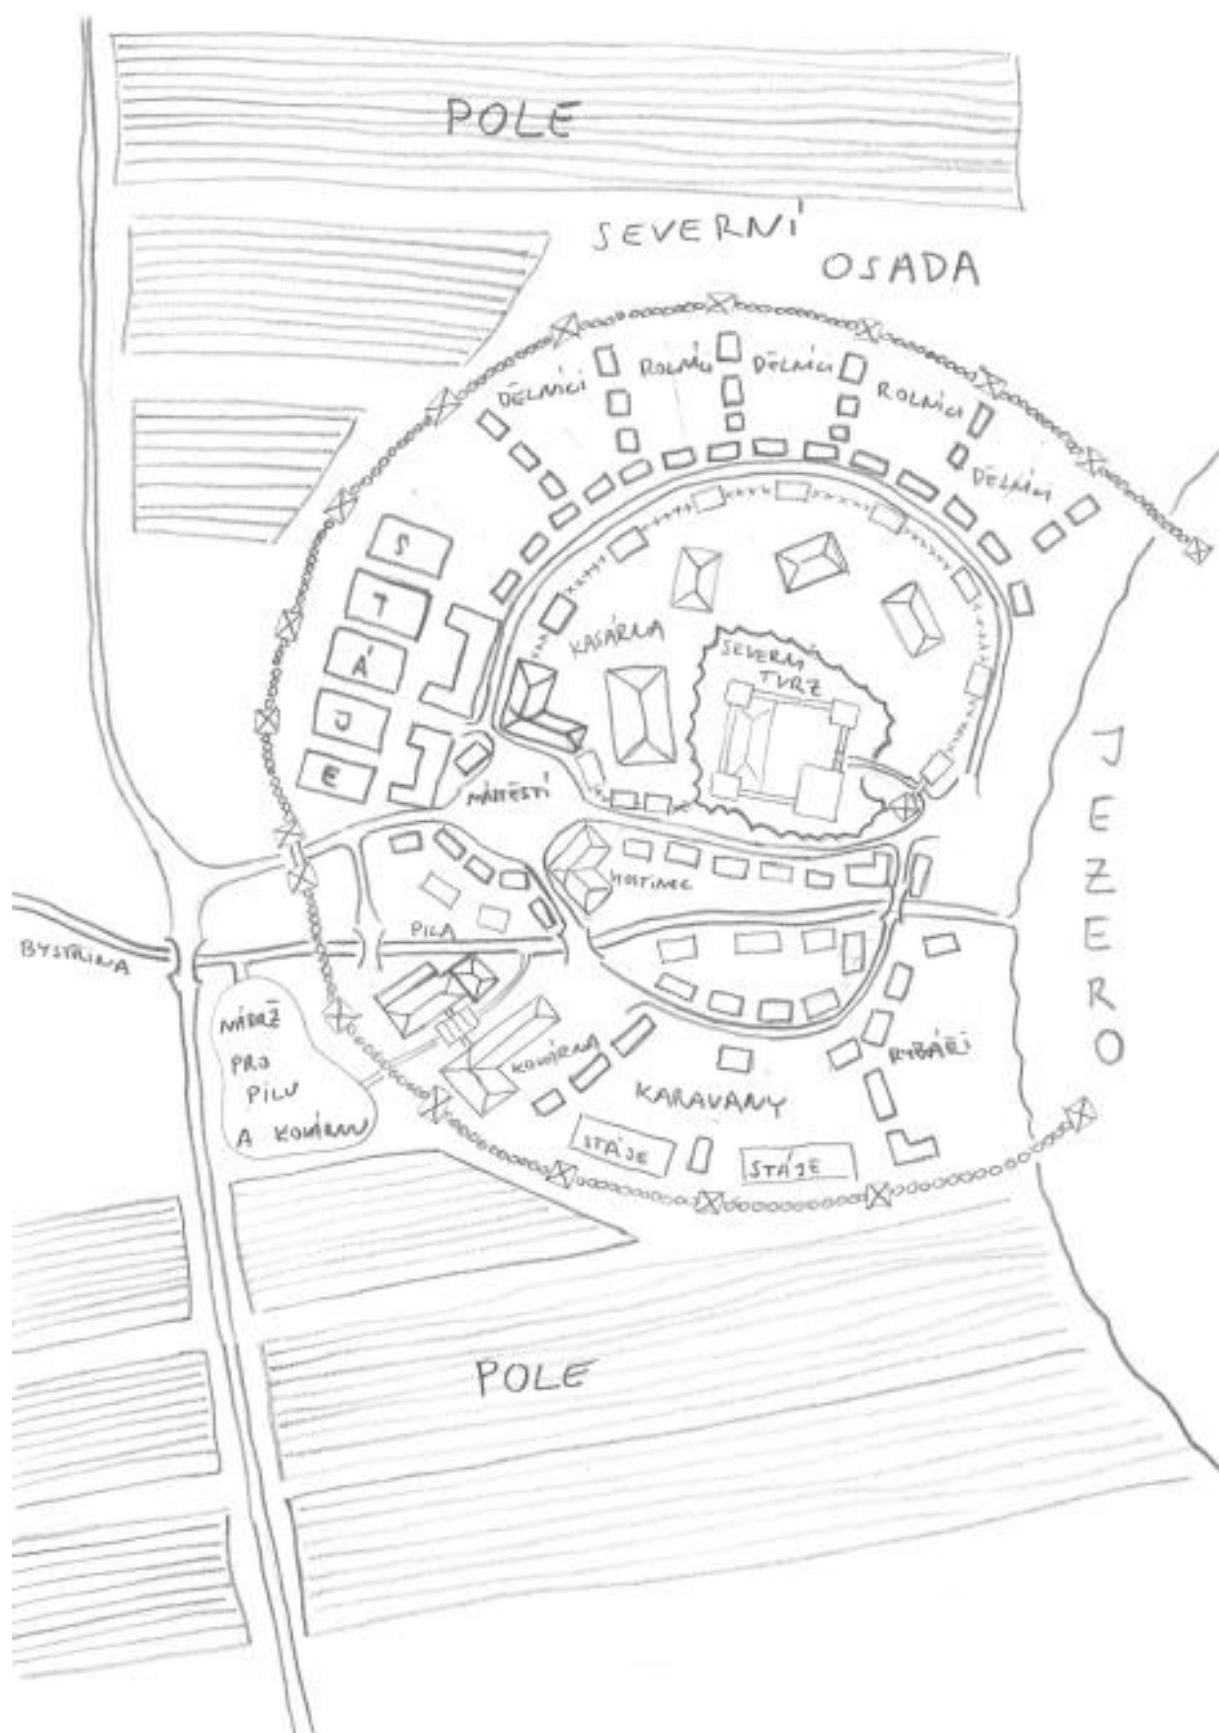 POLE
SEVERNÍ
OSADA
DĚLNÍCI
ROLNÍCI
DĚLNÍCI
ROLNÍCI
DĚLNÍCI
S
T
Á
J
E
KASÁRNA
SEVERNÍ
TVRZ
NÁMĚSTÍ
JEZERO
HOSTINEC
PILA
BYSTŘINA
NÁDRŽ
PRO
PILU
A KOVÁRNU
KOVÁRNA
RYBÁŘI
KARAVANY
STÁJE
STÁJE
POLE